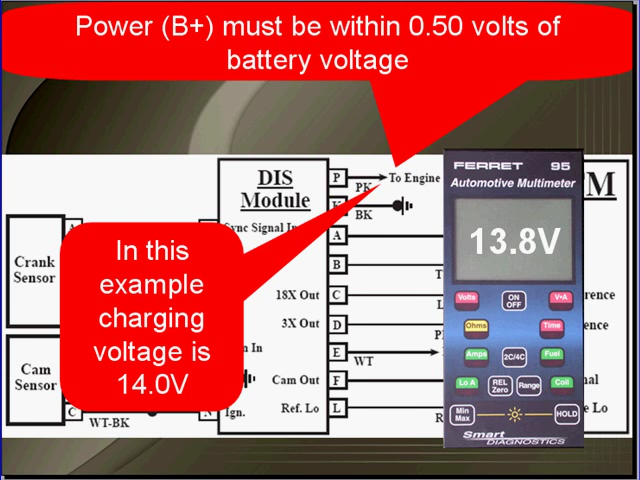 Power (B+) must be within 0.50 volts of
battery voltage
DIS
Module
P
PK
To Engine
BK
A
B
18X Out
C
3X Out
D
E
WT
Cam Out
F
Ref. Lo
L
Ign.
Crank
Sensor
Cam
Sensor
C
WT-BK
N
In this
example
charging
voltage is
14.0V
FERRET 95
Automotive Multimeter
13.8V
Volts
ON
OFF
V•A
Ohms
Time
Amps
2C/4C
Fuel
Lo A
REL
Zero
Range
Coil
Min
Max
HOLD
Smart
DIAGNOSTICS
M